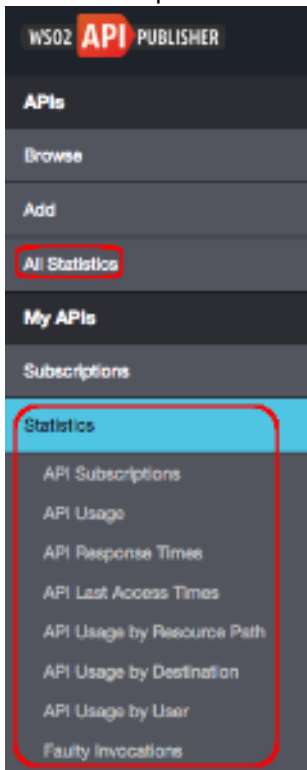 WSO2 API PUBLISHER
APIs
Browse
Add
All Statistics
My APIs
Subscriptions
Statistics
API Subscriptions
API Usage
API Response Times
API Last Access Times
API Usage by Resource Path
API Usage by Destination
API Usage by User
Faulty Invocations